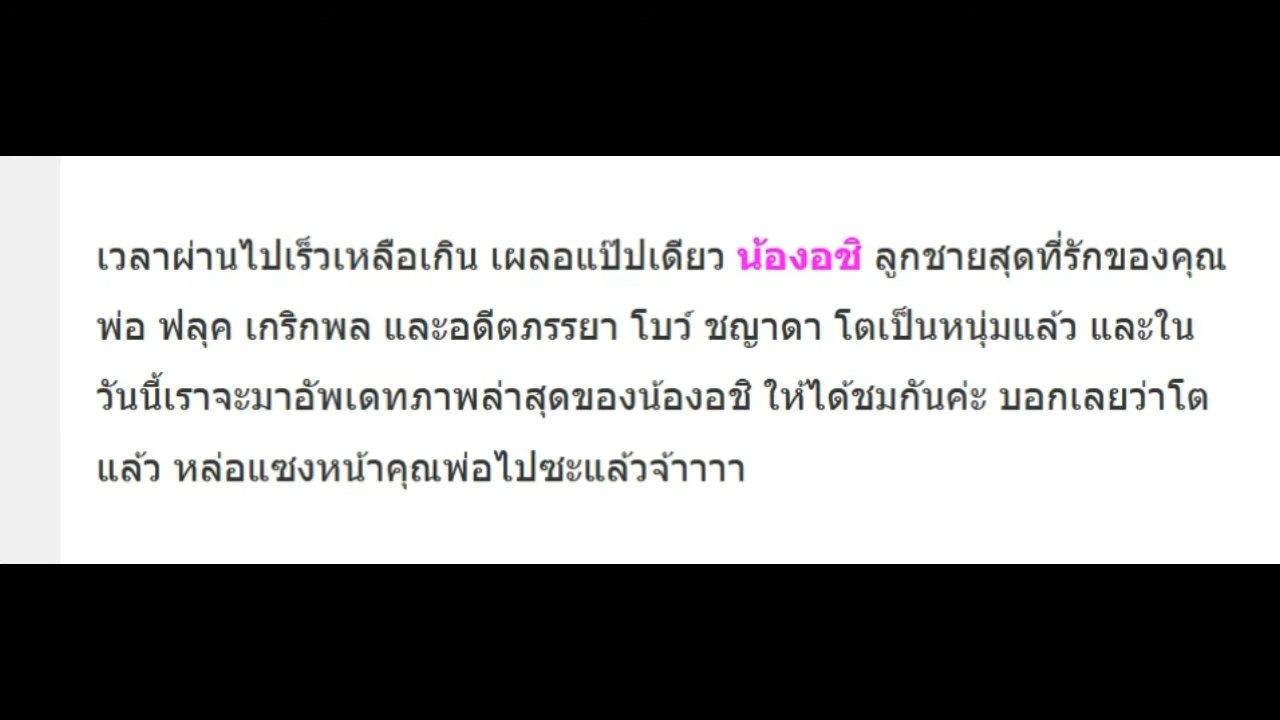 เวลาผ่านไปเร็วเหลือเกิน เผลอแป๊ปเดียว น้องอชิ ลูกชายสุดที่รักของคุณ
พ่อ ฟลุค เกริกพล และอดีตภรรยา โบว์ ชญาดา โตเป็นหนุ่มแล้ว และใน
วันนี้เราจะมาอัพเดทภาพล่าสุดของน้องอชิ ให้ได้ชมกันค่ะ บอกเลยว่าโต
แล้ว หล่อแซงหน้าคุณพ่อไปซะแล้วจ้าาาา